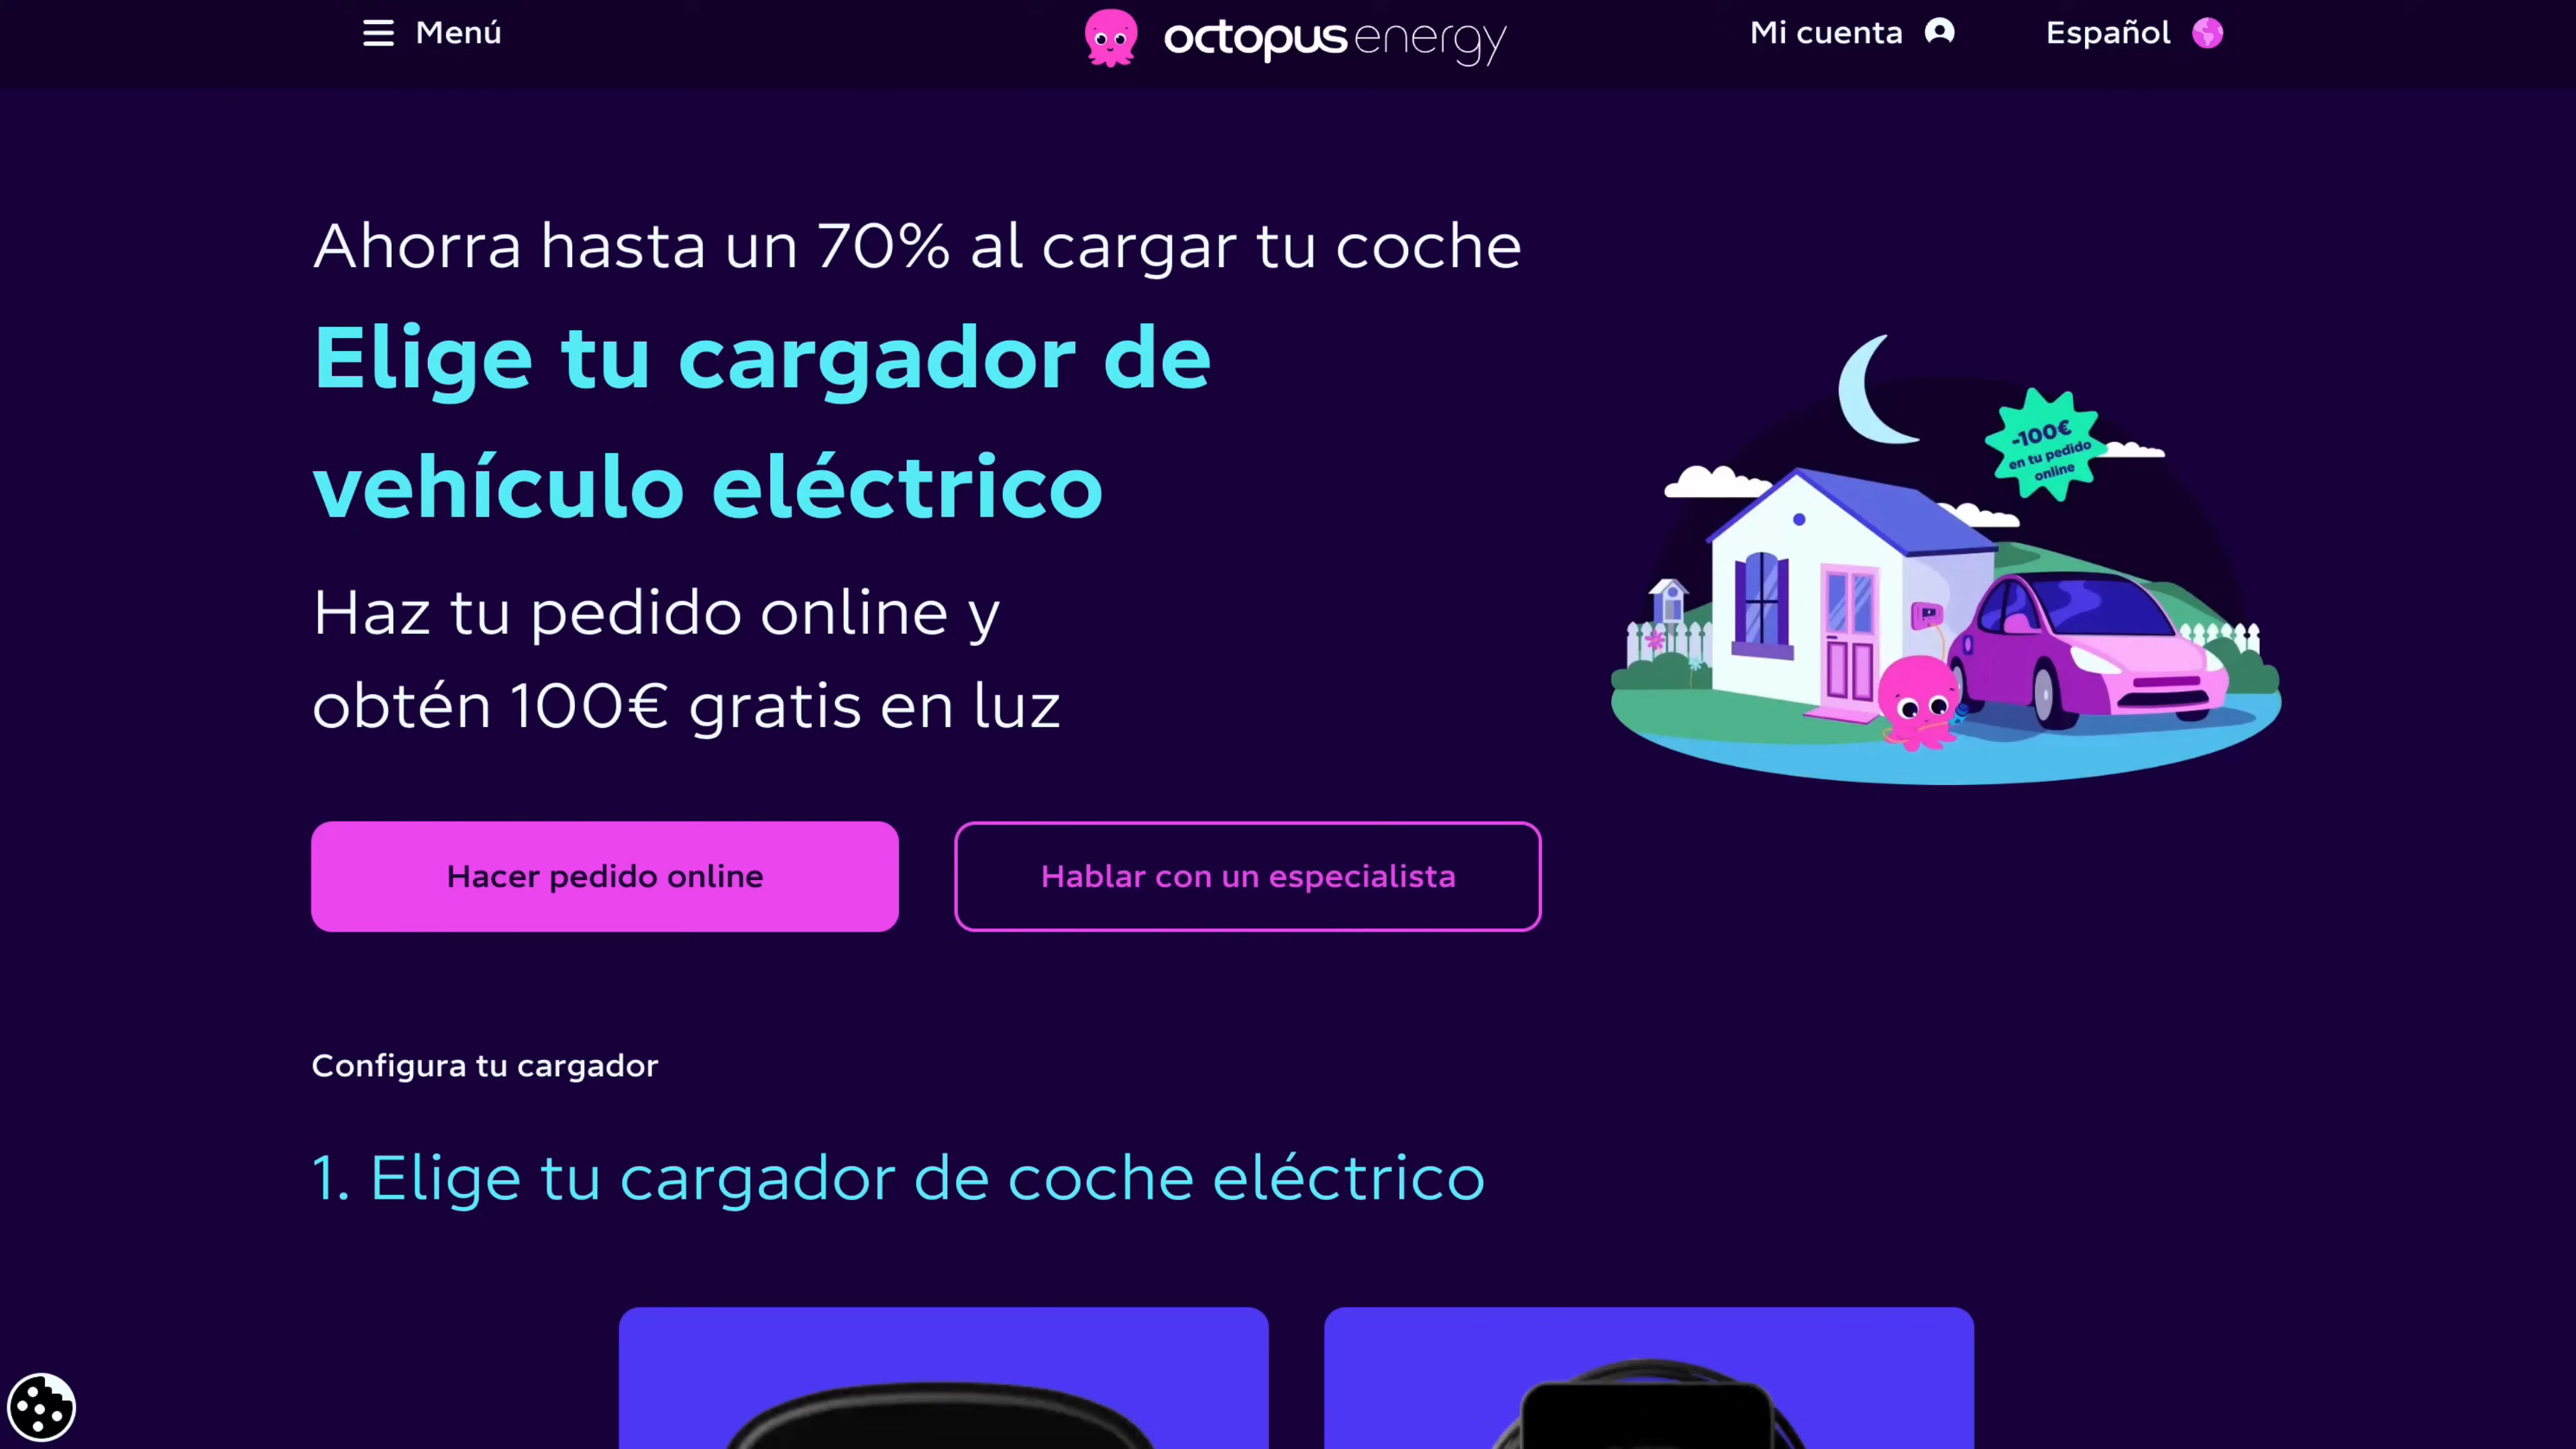 Menú
octopus energy
Mi cuenta
Español
Ahorra hasta un 70% al cargar tu coche
Elige tu cargador de
vehículo eléctrico
Haz tu pedido online y
obtén 100€ gratis en luz
-100€
en tu pedido
online
Hacer pedido online
Hablar con un especialista
Configura tu cargador
1. Elige tu cargador de coche eléctrico